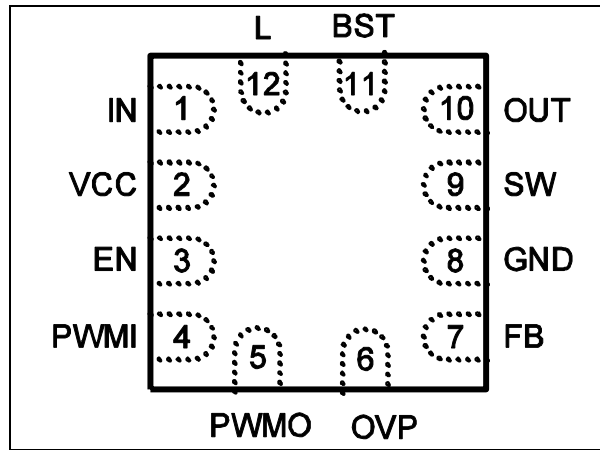 L BST
12 11
IN 1 10 OUT
VCC 2 9 SW
EN 3 8 GND
PWMI 4 7 FB
5 6
PWMO OVP